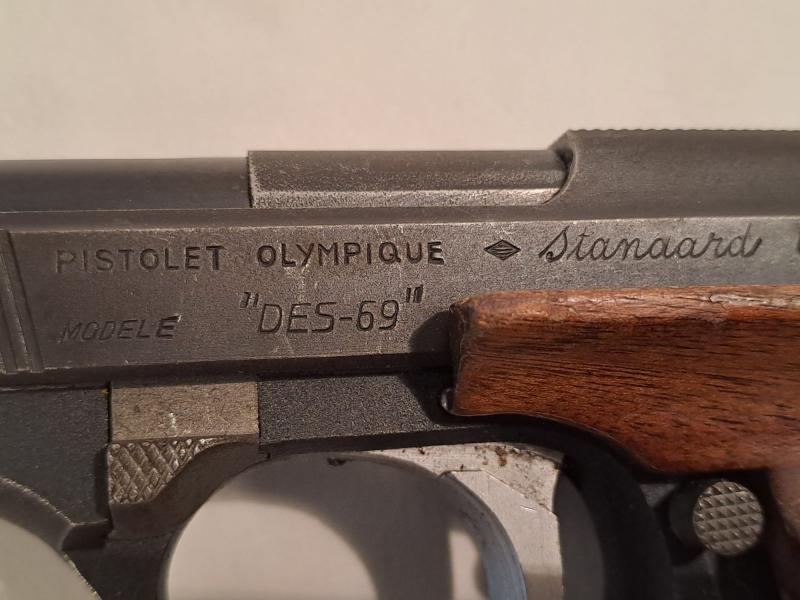 PISTOLET OLYMPIQUE Standard
MODELE "DES-69"